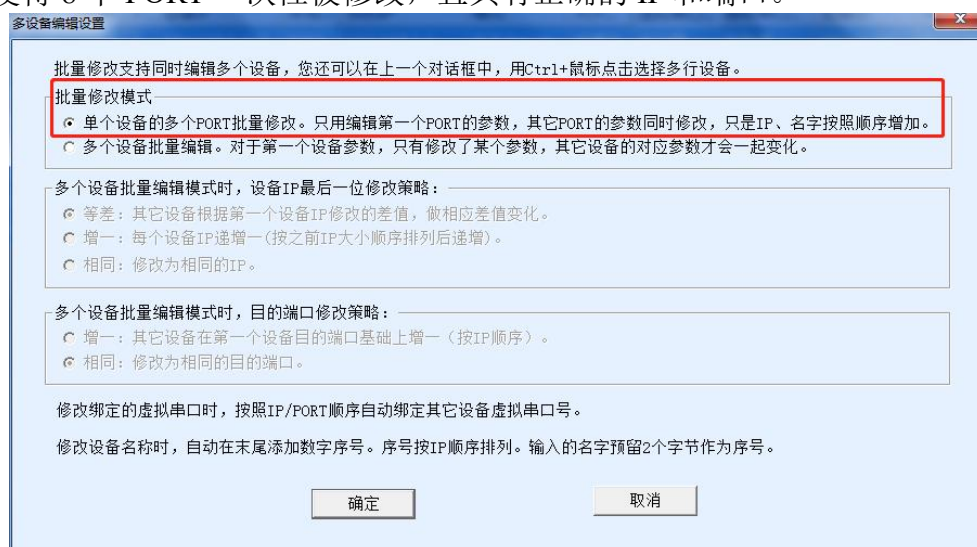 多设备编辑设置
批量修改支持同时编辑多个设备，您还可以在上一个对话框中，用Ctrl+鼠标点击选择多行设备。
批量修改模式
单个设备的多个PORT批量修改。只用编辑第一个PORT的参数，其它PORT的参数同时修改，只是IP、名字按照顺序增加。
多个设备批量编辑。对于第一个设备参数，只有修改了某个参数，其它设备的对应参数才会一起变化。
多个设备批量编辑模式时，设备IP最后一位修改策略：
等差：其它设备根据第一个设备IP修改的差值，做相应差值变化。
增一：每个设备IP递增一(按之前IP大小顺序排列后递增)。
相同：修改为相同的IP。
多个设备批量编辑模式时，目的端口修改策略：
增一：其它设备在第一个设备目的端口基础上增一（按IP顺序）。
相同：修改为相同的目的端口。
修改绑定的虚拟串口时，按照IP/PORT顺序自动绑定其它设备虚拟串口号。
修改设备名称时，自动在末尾添加数字序号。序号按IP顺序排列。输入的名字预留2个字节作为序号。
确定
取消